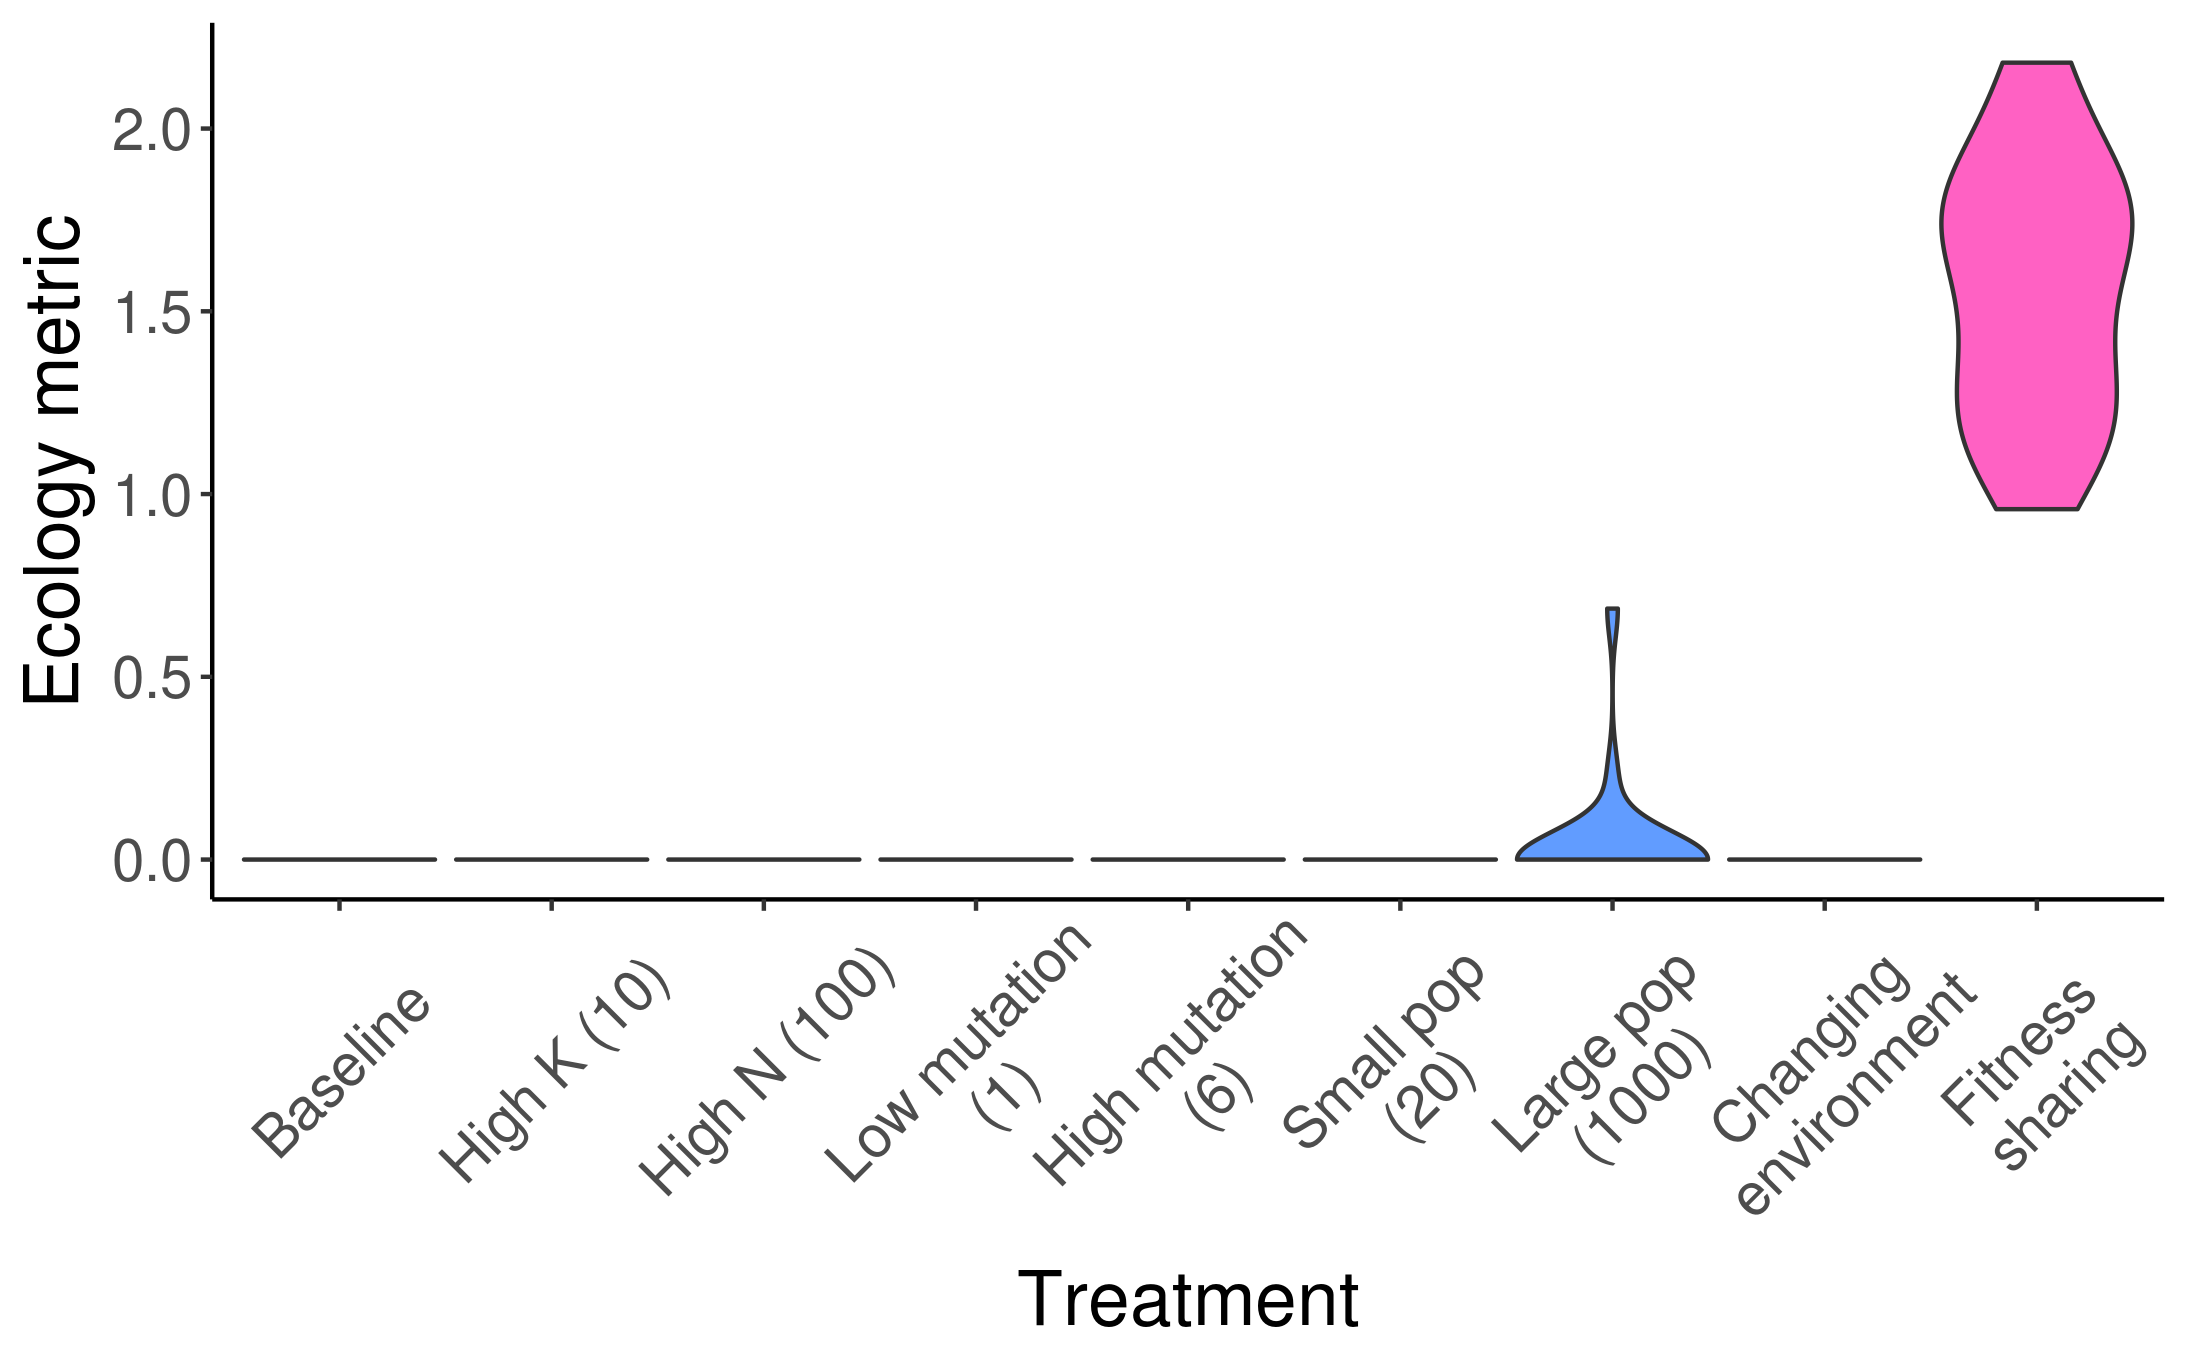 Ecology metric
2.0
1.5
1.0
0.5
0.0
Baseline
High K (10)
High N (100)
Low mutation
(1)
High mutation
(6)
Small pop
(20)
Large pop
(1000)
Changing
environment
Fitness
sharing
Treatment